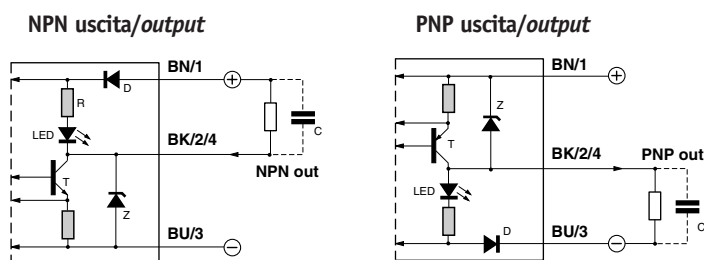 NPN uscita/output
BN/1
+
D
R
LED
C
BK/2/4
NPN out
T
Z
BU/3
−
PNP uscita/output
BN/1
+
Z
T
BK/2/4
PNP out
LED
C
D
BU/3
−